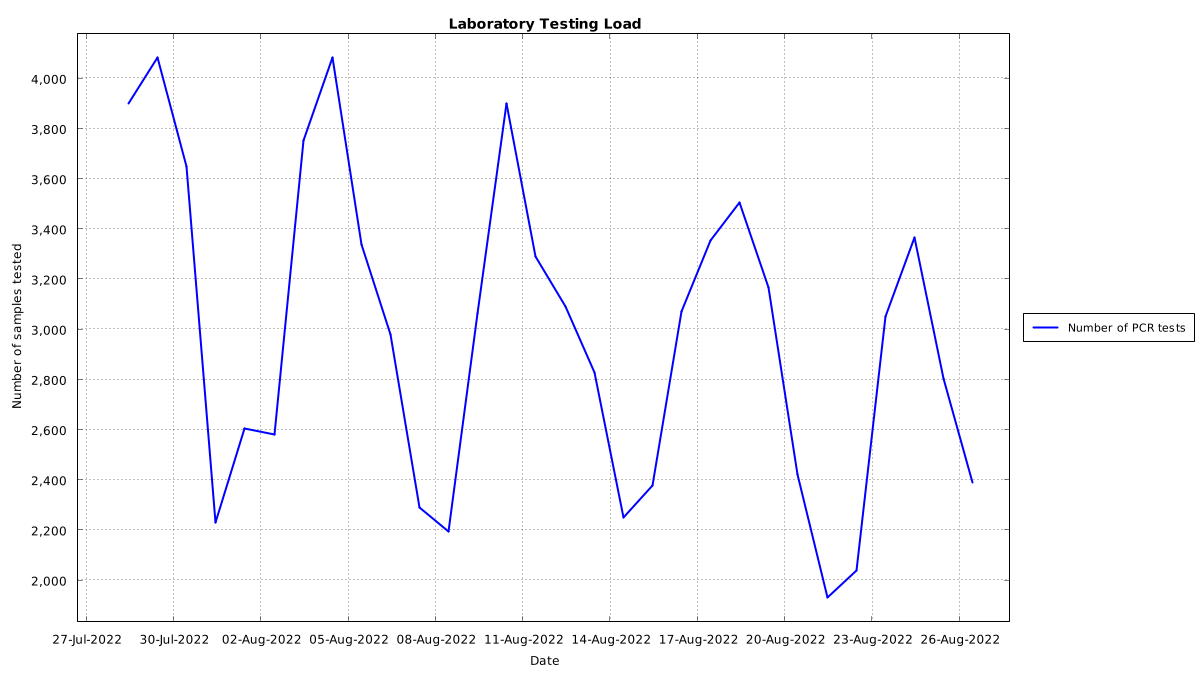 Laboratory Testing Load
Number of samples tested
4,000
3,800
3,600
3,400
3,200
3,000
2,800
2,600
2,400
2,200
2,000
27-Jul-2022 30-Jul-2022 02-Aug-2022 05-Aug-2022 08-Aug-2022 11-Aug-2022 14-Aug-2022 17-Aug-2022 20-Aug-2022 23-Aug-2022 26-Aug-2022
Date
Number of PCR tests